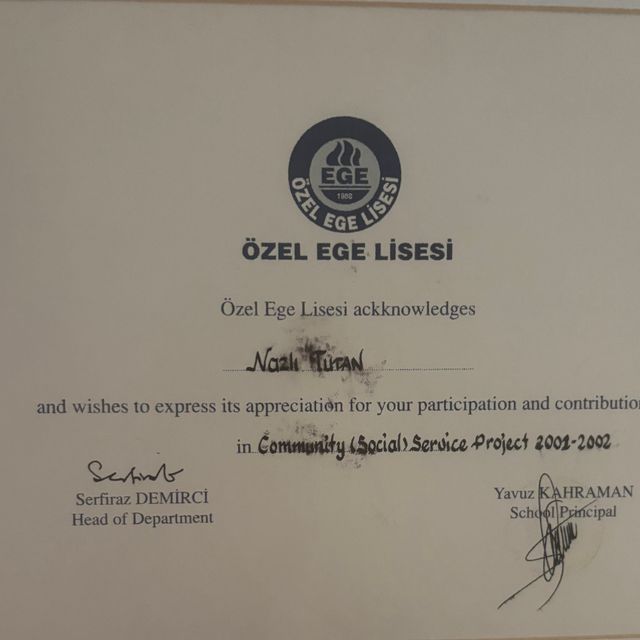 EGE
1988
ÖZEL EGE LİSESİ
ÖZEL EGE LİSESİ
Özel Ege Lisesi ackknowledges
Nazlı TUTAN
and wishes to express its appreciation for your participation and contribution
in Community (Social) Service Project 2001-2002
Serfiraz DEMİRCİ
Head of Department
Yavuz KAHRAMAN
School Principal